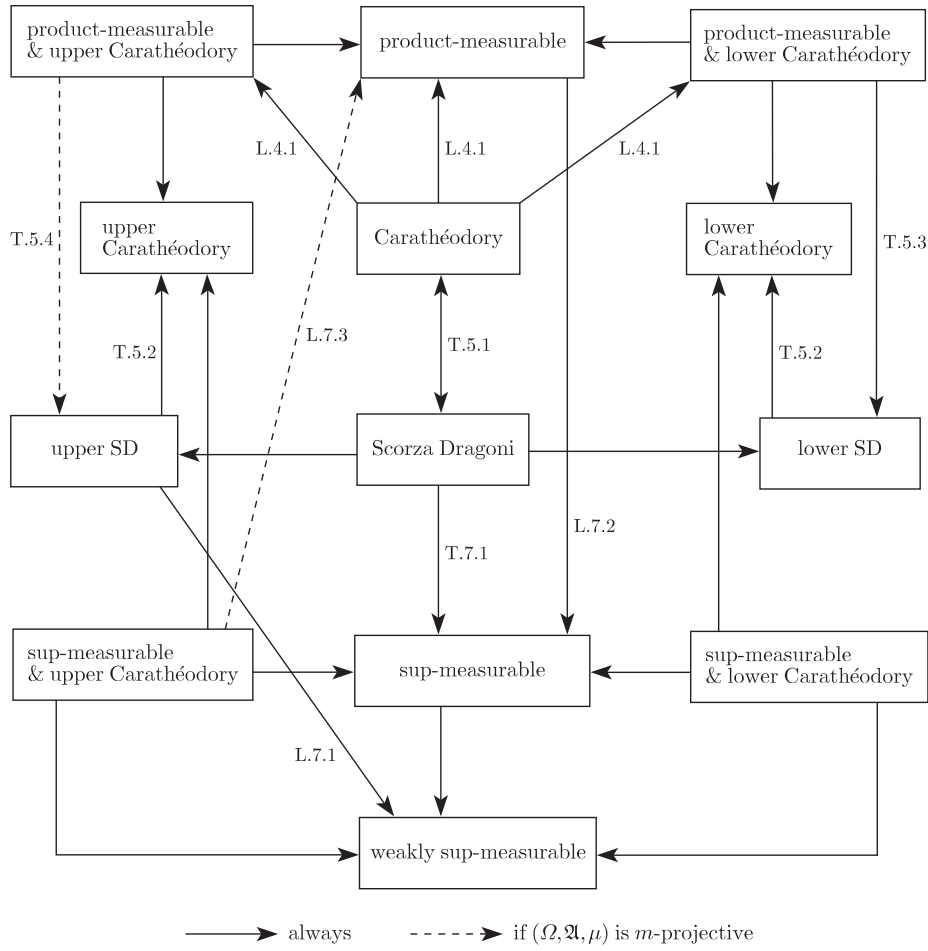 product-measurable
& upper Carathéodory
product-measurable
product-measurable
& lower Carathéodory
L.4.1
L.4.1
L.4.1
T.5.4
upper
Carathéodory
Carathéodory
lower
Carathéodory
T.5.3
T.5.2
L.7.3
T.5.1
T.5.2
upper SD
Scorza Dragoni
lower SD
L.7.2
T.7.1
sup-measurable
& upper Carathéodory
sup-measurable
sup-measurable
& lower Carathéodory
L.7.1
weakly sup-measurable
always
if (Ω, 𝔄, μ) is m-projective